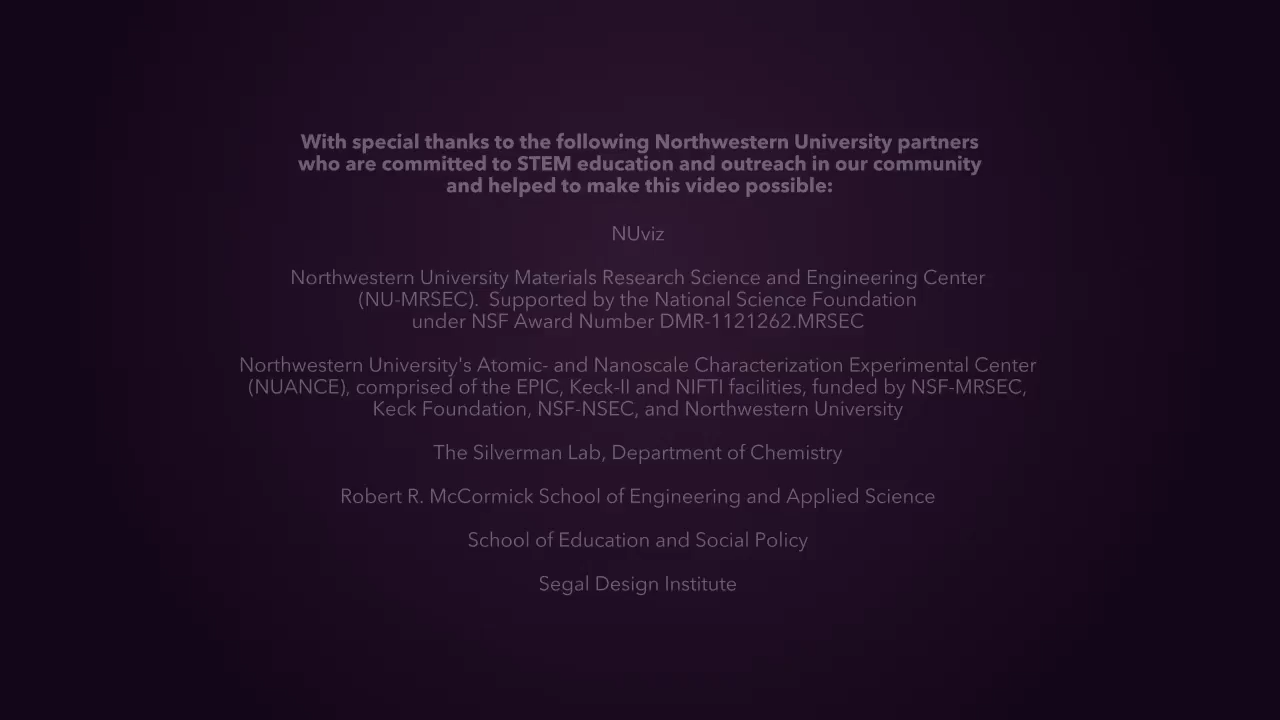 With special thanks to the following Northwestern University partners
who are committed to STEM education and outreach in our community
and helped to make this video possible:
NUviz
Northwestern University Materials Research Science and Engineering Center
(NU-MRSEC).  Supported by the National Science Foundation
under NSF Award Number DMR-1121262.MRSEC
Northwestern University's Atomic- and Nanoscale Characterization Experimental Center
(NUANCE), comprised of the EPIC, Keck-II and NIFTI facilities, funded by NSF-MRSEC,
Keck Foundation, NSF-NSEC, and Northwestern University
The Silverman Lab, Department of Chemistry
Robert R. McCormick School of Engineering and Applied Science
School of Education and Social Policy
Segal Design Institute